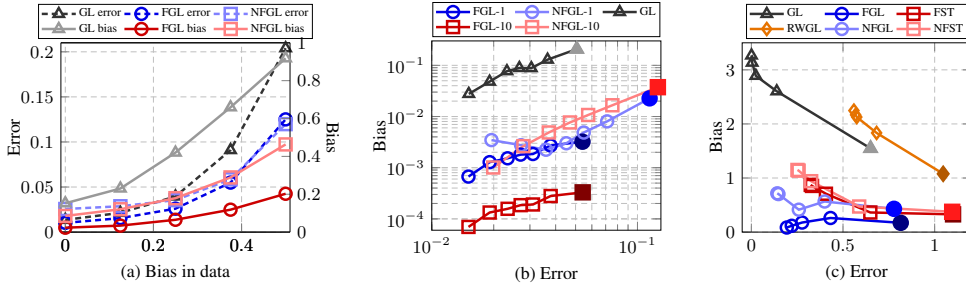 GL error FGL error NFGL error
GL bias FGL bias NFGL bias
FGL-1 NFGL-1 GL
FGL-10 NFGL-10
GL FGL FST
RWGL NFGL NFST
0.2
0.15
0.1
0.05
0
Error
1
0.8
0.6
0.4
0.2
0
Bias
0 0.2 0.4
(a) Bias in data
10⁻¹
10⁻²
10⁻³
10⁻⁴
Bias
10⁻² 10⁻¹
(b) Error
3
2
1
0
Bias
0 0.5 1
(c) Error